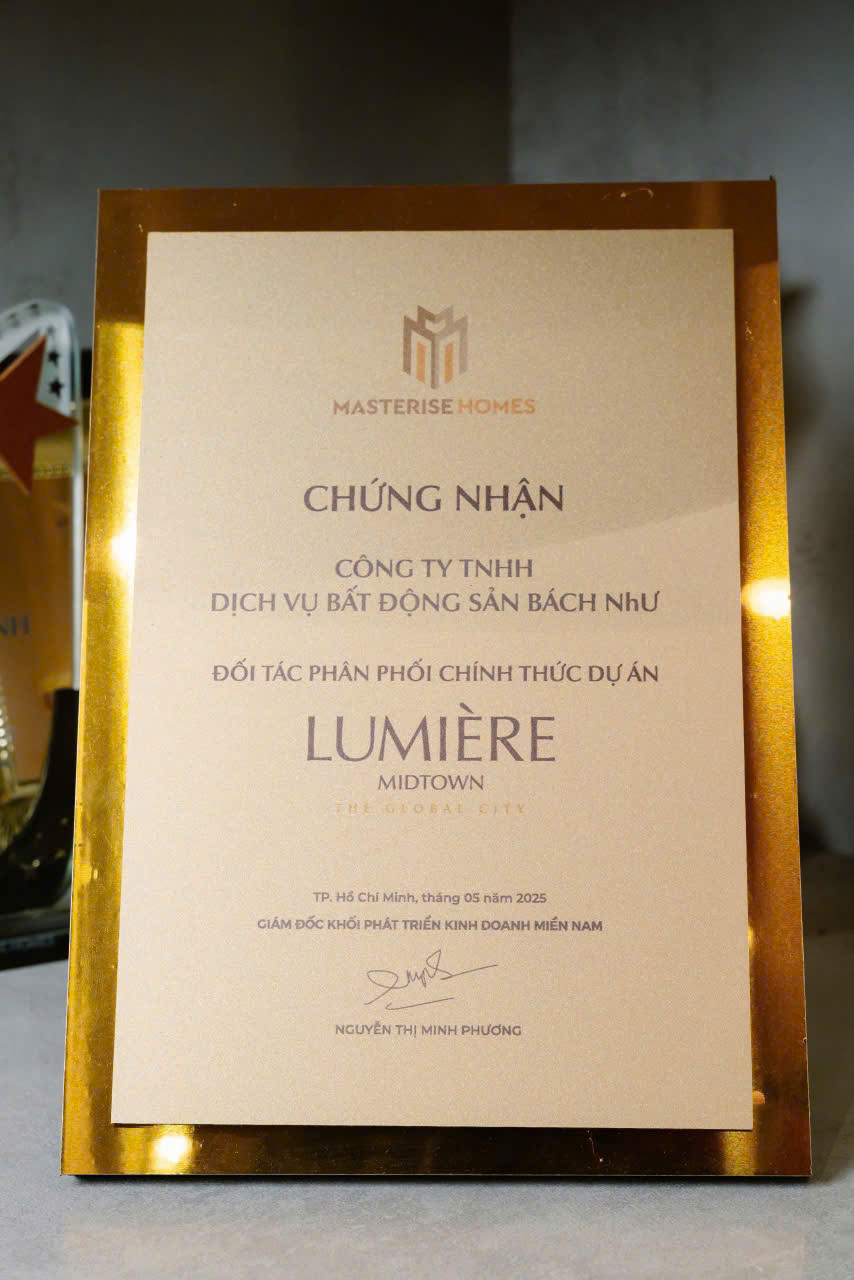 MASTERISE HOMES
CHỨNG NHẬN
CÔNG TY TNHH
DỊCH VỤ BẤT ĐỘNG SẢN BÁCH NhƯ
ĐỐI TÁC PHÂN PHỐI CHÍNH THỨC DỰ ÁN
LUMIÈRE
MIDTOWN
THE GLOBAL CITY
TP. Hồ Chí Minh, tháng 05 năm 2025
GIÁM ĐỐC KHỐI PHÁT TRIỂN KINH DOANH MIỀN NAM
NGUYỄN THỊ MINH PHƯƠNG